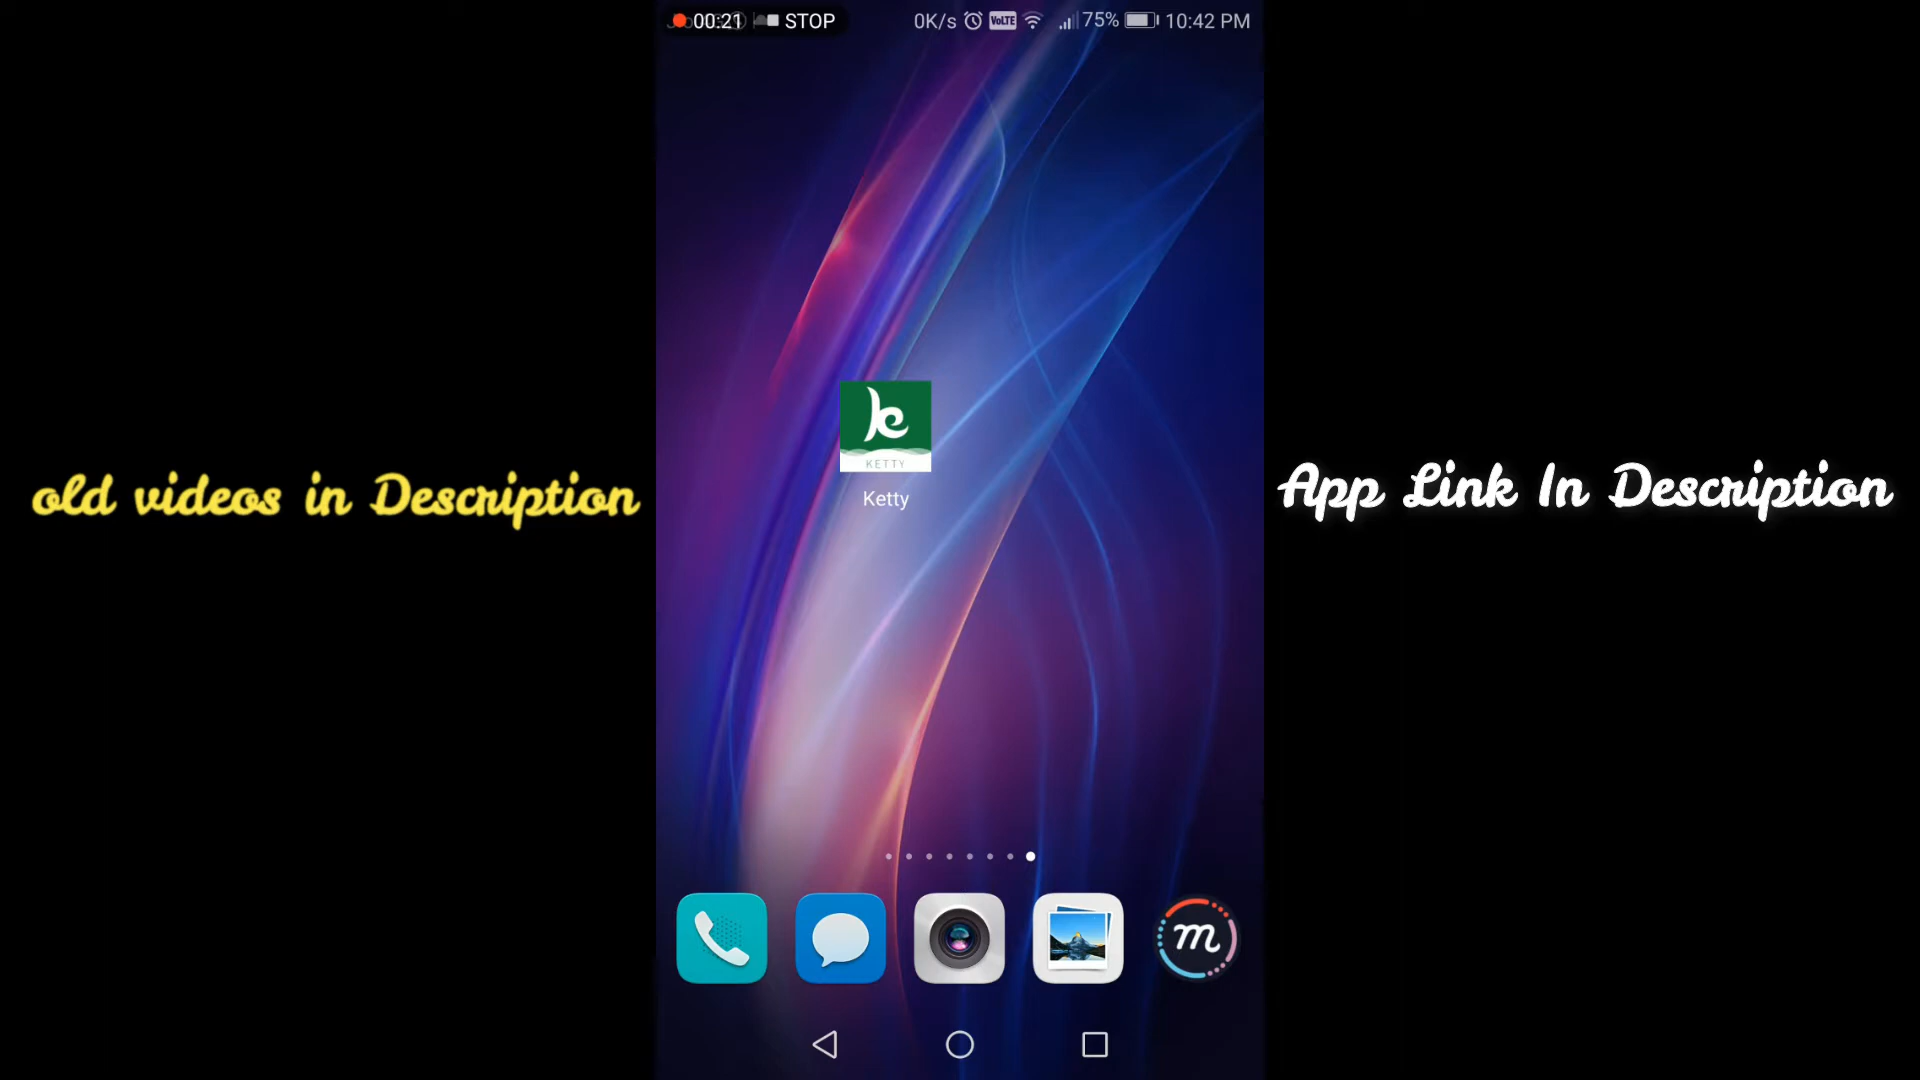 00:21 STOP 0K/s VoLTE 75% 10:42 PM
KETTY
Ketty
old videos in Description
App Link In Description
m